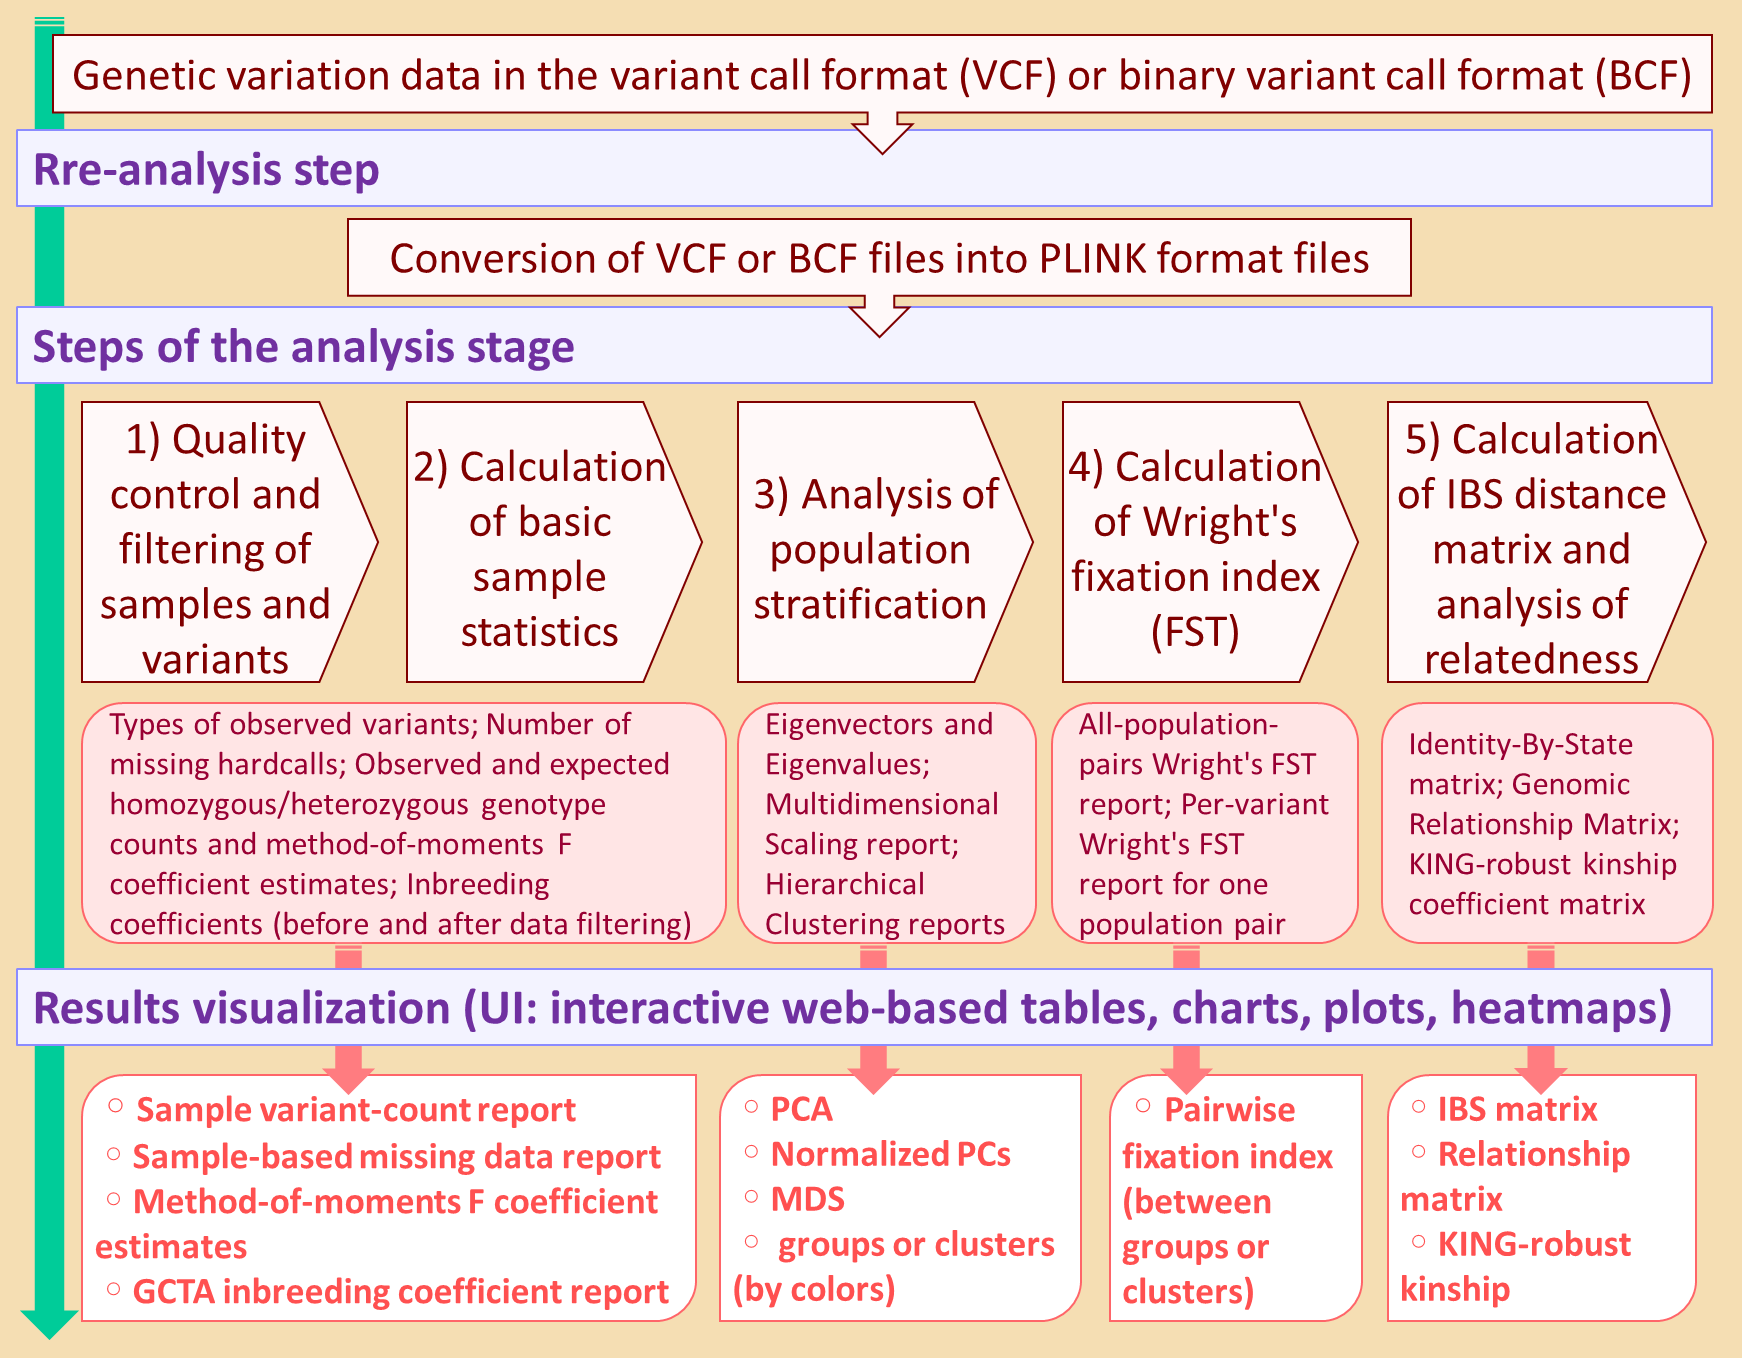 Genetic variation data in the variant call format (VCF) or binary variant call format (BCF)
Rre-analysis step
Conversion of VCF or BCF files into PLINK format files
Steps of the analysis stage
1) Quality
control and
filtering of
samples and
variants
2) Calculation
of basic
sample
statistics
3) Analysis of
population
stratification
4) Calculation
of Wright's
fixation index
(FST)
5) Calculation
of IBS distance
matrix and
analysis of
relatedness
Types of observed variants; Number of
missing hardcalls; Observed and expected
homozygous/heterozygous genotype
counts and method-of-moments F
coefficient estimates; Inbreeding
coefficients (before and after data filtering)
Eigenvectors and
Eigenvalues;
Multidimensional
Scaling report;
Hierarchical
Clustering reports
All-population-
pairs Wright's FST
report; Per-variant
Wright's FST
report for one
population pair
Identity-By-State
matrix; Genomic
Relationship Matrix;
KING-robust kinship
coefficient matrix
Results visualization (UI: interactive web-based tables, charts, plots, heatmaps)
○ Sample variant-count report
○ Sample-based missing data report
○ Method-of-moments F coefficient
estimates
○ GCTA inbreeding coefficient report
○ PCA
○ Normalized PCs
○ MDS
○ groups or clusters
(by colors)
○ Pairwise
fixation index
(between
groups or
clusters)
○ IBS matrix
○ Relationship
matrix
○ KING-robust
kinship